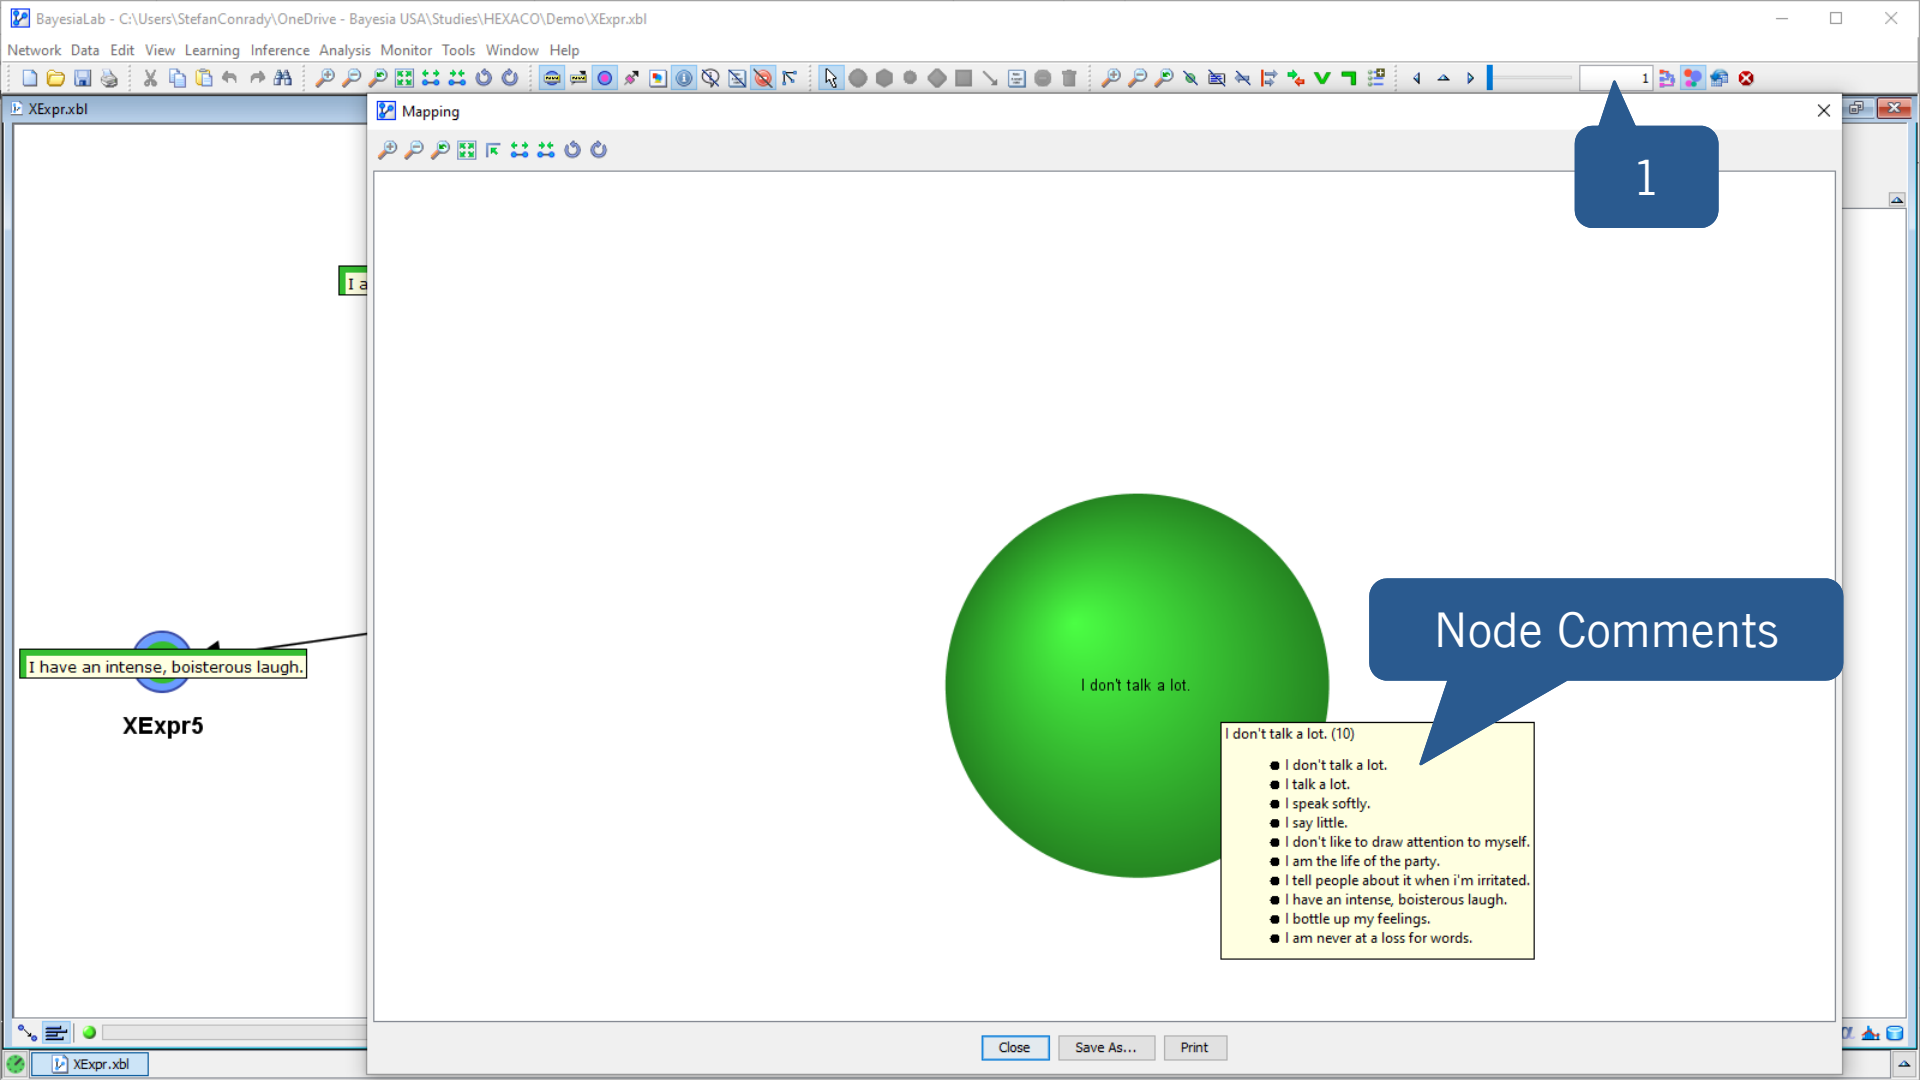 BayesiaLab - C:\Users\StefanConrady\OneDrive - Bayesia USA\Studies\HEXACO\Demo\XExpr.xbl
Network Data Edit View Learning Inference Analysis Monitor Tools Window Help
1
XExpr.xbl
Mapping
1
I a
Node Comments
I have an intense, boisterous laugh.
XExpr5
I don't talk a lot.
I don't talk a lot. (10)
I don't talk a lot.
I talk a lot.
I speak softly.
I say little.
I don't like to draw attention to myself.
I am the life of the party.
I tell people about it when i'm irritated.
I have an intense, boisterous laugh.
I bottle up my feelings.
I am never at a loss for words.
Close Save As... Print
XExpr.xbl